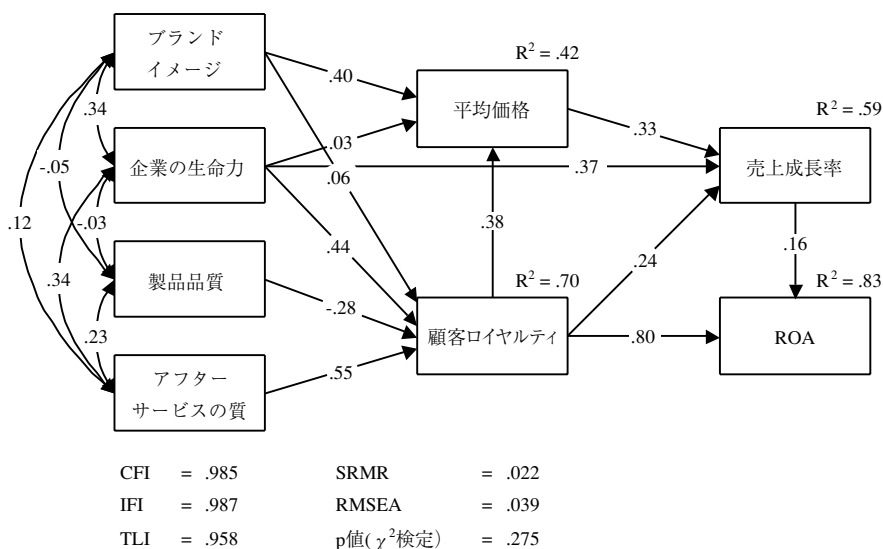 ブランド
イメージ
企業の生命力
製品品質
アフター
サービスの質
R² = .42
平均価格
R² = .59
売上成長率
R² = .70
顧客ロイヤルティ
R² = .83
ROA
.34
-.05
.12
-.03
.34
.23
.40
.03
.06
.44
-.28
.55
.38
.33
.37
.24
.80
.16
CFI = .985 SRMR = .022
IFI = .987 RMSEA = .039
TLI = .958 p値(χ²検定) = .275